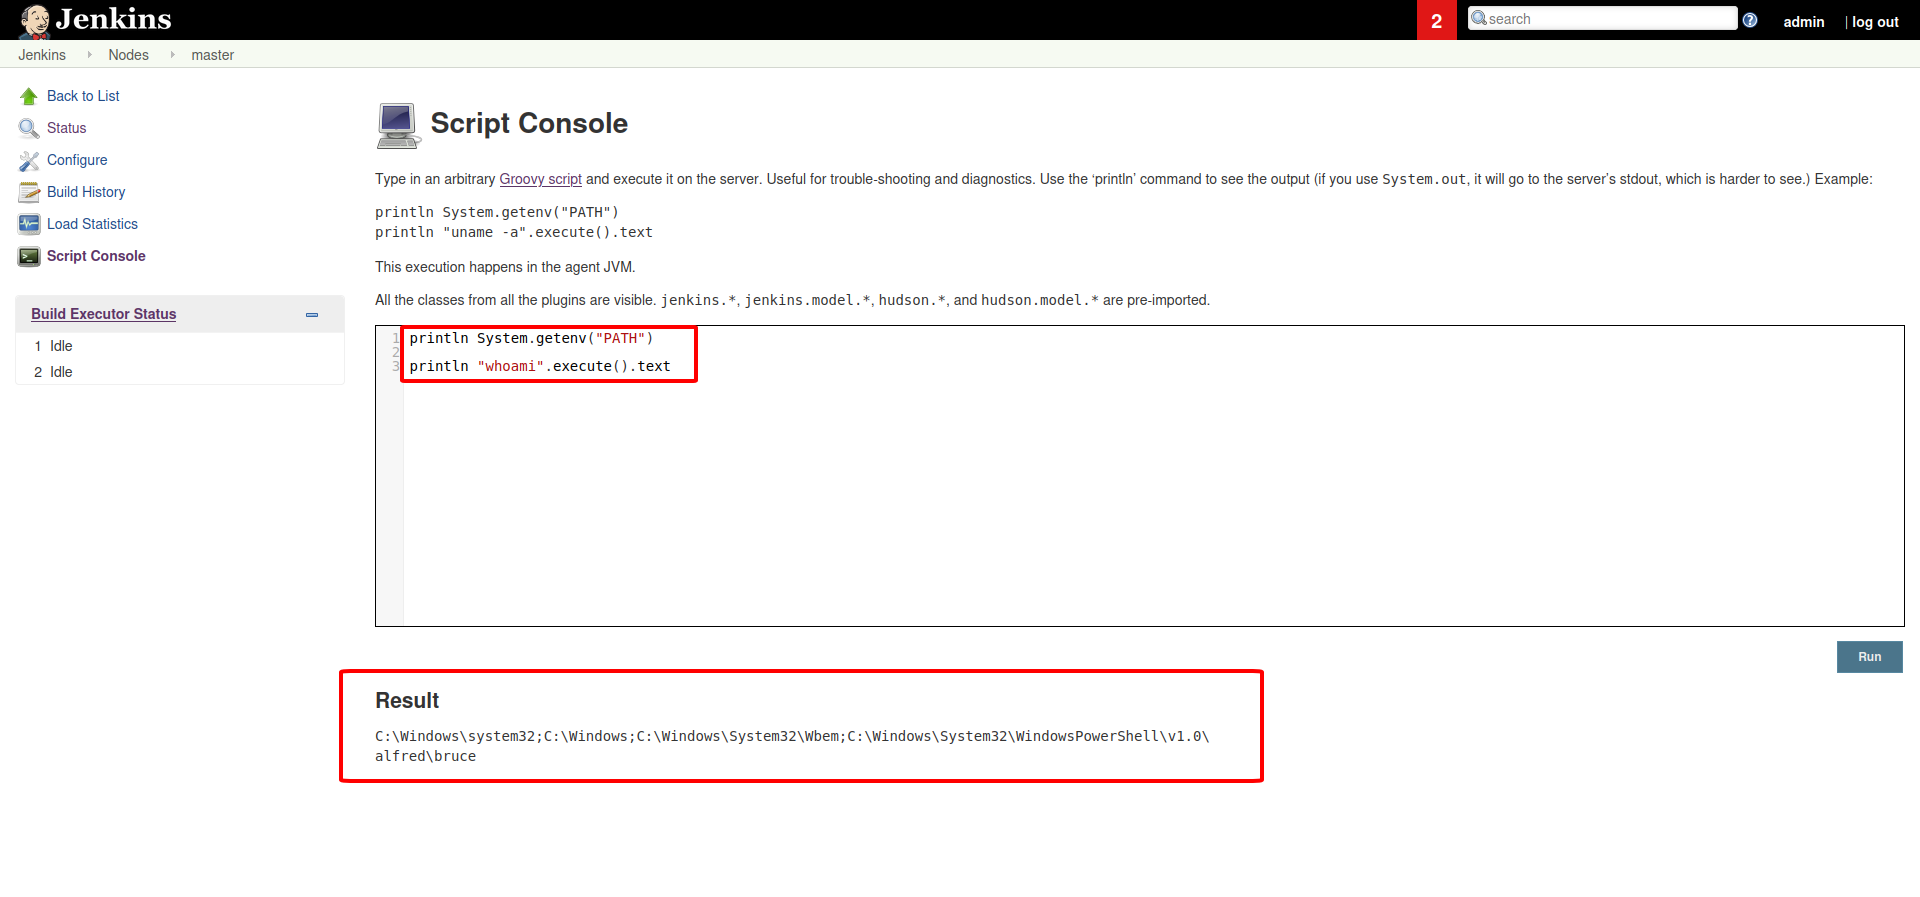 Jenkins
2
search
?
admin
| log out
Jenkins
Nodes
master
Back to List
Status
Configure
Build History
Load Statistics
Script Console
Build Executor Status
1 Idle
2 Idle
Script Console
Type in an arbitrary Groovy script and execute it on the server. Useful for trouble-shooting and diagnostics. Use the ‘println’ command to see the output (if you use System.out, it will go to the server’s stdout, which is harder to see.) Example:
println System.getenv("PATH")
println "uname -a".execute().text
This execution happens in the agent JVM.
All the classes from all the plugins are visible. jenkins.*, jenkins.model.*, hudson.*, and hudson.model.* are pre-imported.
1 println System.getenv("PATH")
2
3 println "whoami".execute().text
Run
Result
C:\Windows\system32;C:\Windows;C:\Windows\System32\Wbem;C:\Windows\System32\WindowsPowerShell\v1.0\
alfred\bruce